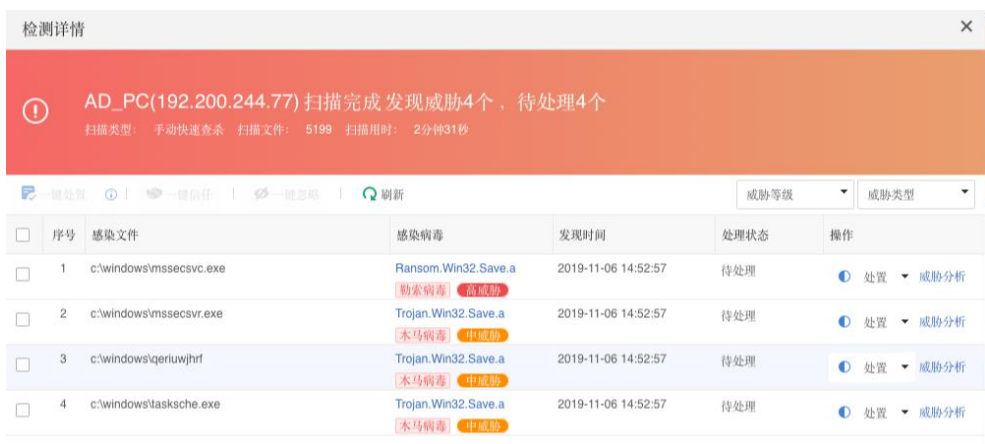 检测详情
AD_PC(192.200.244.77) 扫描完成 发现威胁4个 ，待处理4个
扫描类型： 手动快速查杀 扫描文件： 5199 扫描用时： 2分钟31秒
一键处置 一键信任 一键忽略 刷新 威胁等级 威胁类型
序号 感染文件 感染病毒 发现时间 处理状态 操作
1 c:\windows\mssecsvc.exe Ransom.Win32.Save.a 2019-11-06 14:52:57 待处理 处置 威胁分析
勒索病毒 高威胁
2 c:\windows\mssecsvr.exe Trojan.Win32.Save.a 2019-11-06 14:52:57 待处理 处置 威胁分析
木马病毒 中威胁
3 c:\windows\qeriuwjhrf Trojan.Win32.Save.a 2019-11-06 14:52:57 待处理 处置 威胁分析
木马病毒 中威胁
4 c:\windows\tasksche.exe Trojan.Win32.Save.a 2019-11-06 14:52:57 待处理 处置 威胁分析
木马病毒 中威胁